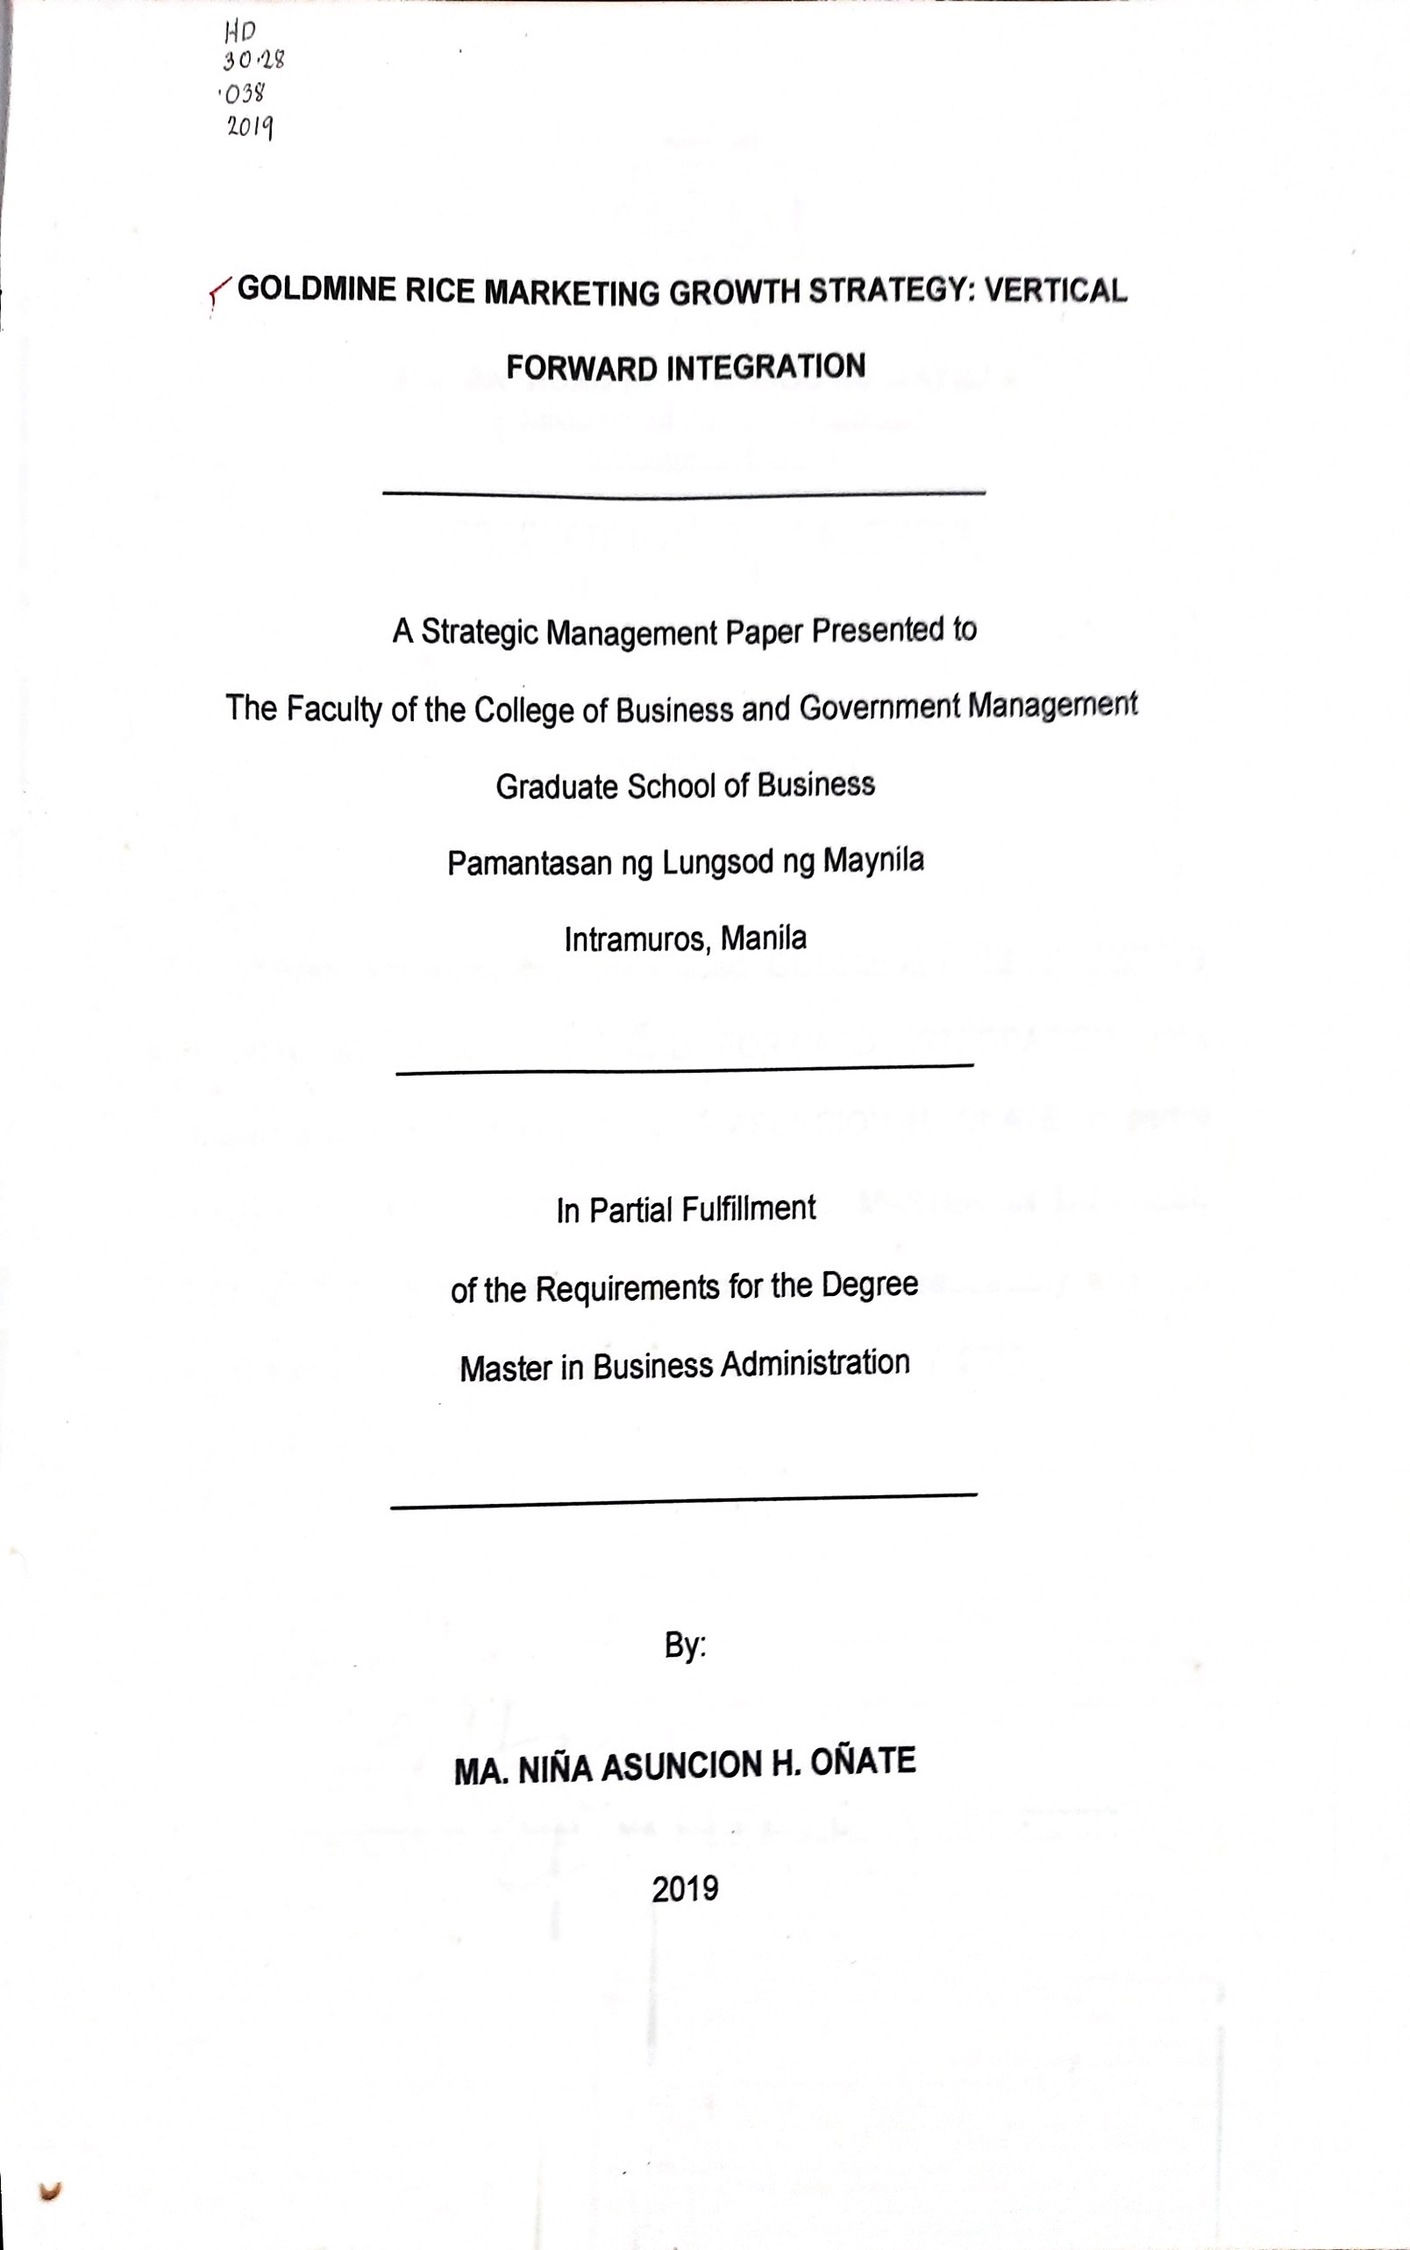 HD
30.28
.O38
2019
GOLDMINE RICE MARKETING GROWTH STRATEGY: VERTICAL
FORWARD INTEGRATION
A Strategic Management Paper Presented to
The Faculty of the College of Business and Government Management
Graduate School of Business
Pamantasan ng Lungsod ng Maynila
Intramuros, Manila
In Partial Fulfillment
of the Requirements for the Degree
Master in Business Administration
By:
MA. NIÑA ASUNCION H. OÑATE
2019